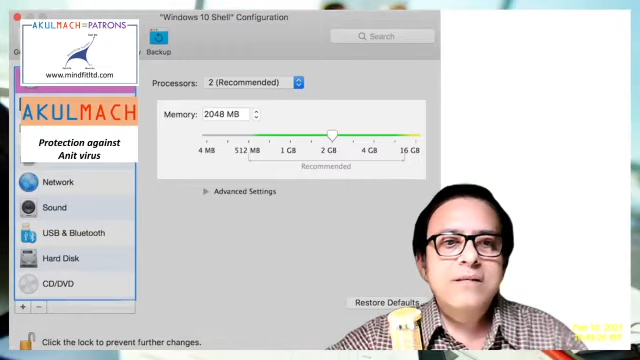 "Windows 10 Shell" Configuration
AKULMACH=PATRONS
www.mindfitltd.com
Backup
Search
AKULMACH
Protection against
Anit virus
Processors: 2 (Recommended)
Memory: 2048 MB
4 MB 512 MB 1 GB 2 GB 4 GB 16 GB
Recommended
Advanced Settings
Network
Sound
USB & Bluetooth
Hard Disk
CD/DVD
+ −
Restore Defaults
Click the lock to prevent further changes.